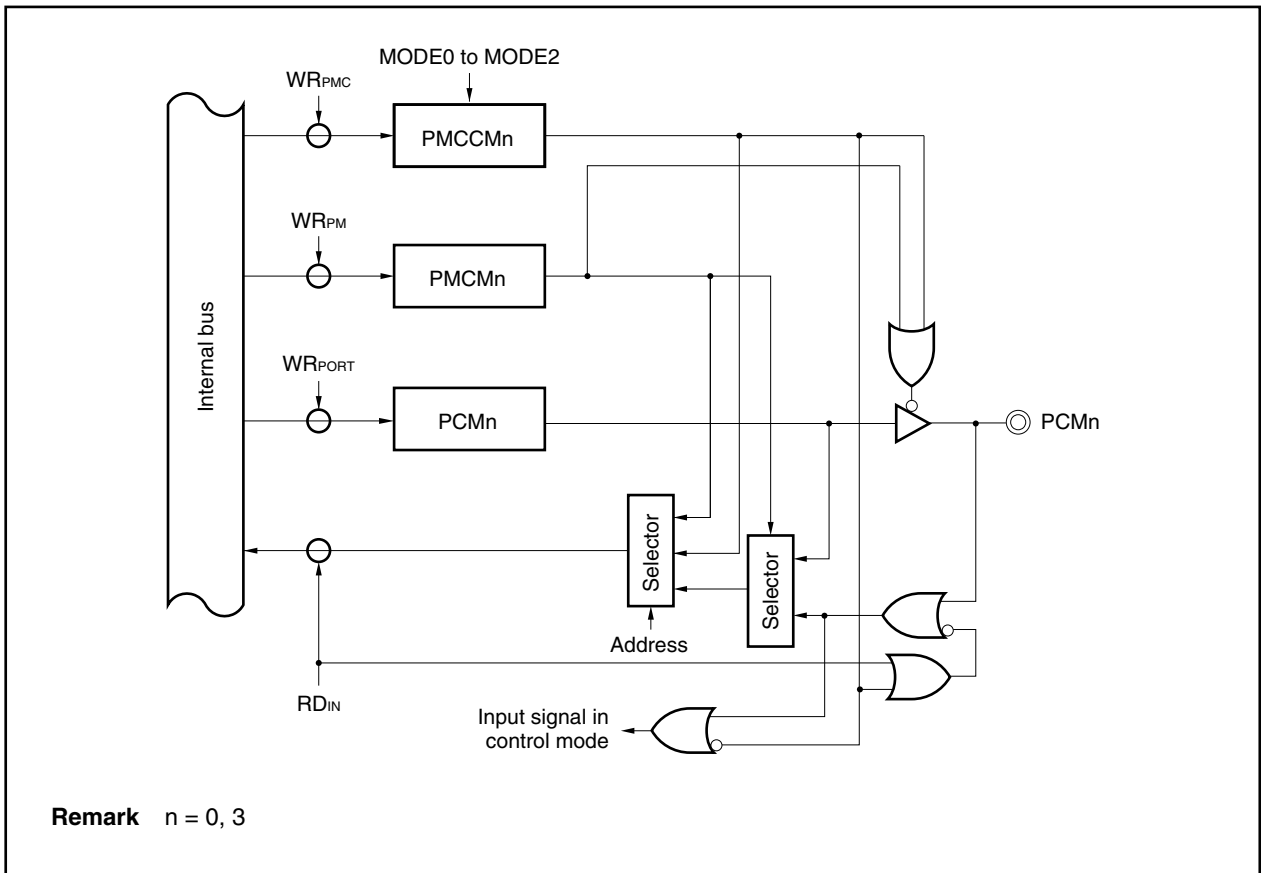 MODE0 to MODE2
WRPMC
PMCCMn
WRPM
PMCMn
Internal bus
WRPORT
PCMn
PCMn
Selector
Selector
Address
RDIN
Input signal in
control mode
Remark n = 0, 3